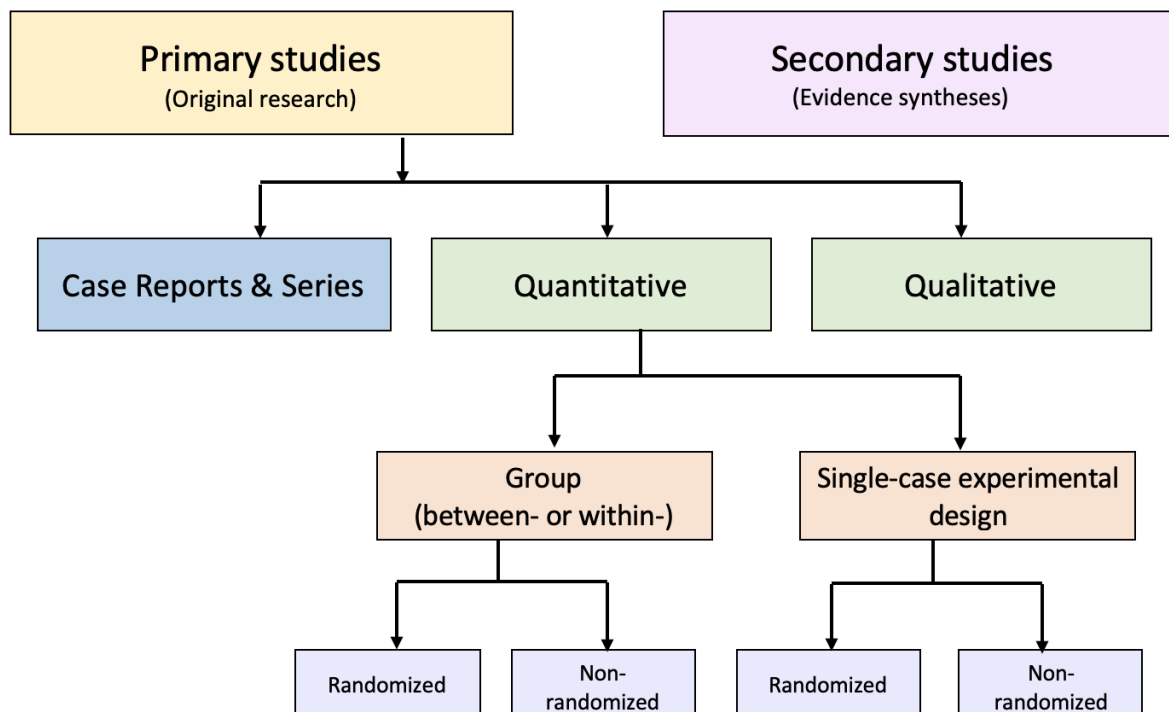 Primary studies
(Original research)
Secondary studies
(Evidence syntheses)
Case Reports & Series
Quantitative
Qualitative
Group
(between- or within-)
Single-case experimental
design
Randomized
Non-
randomized
Randomized
Non-
randomized